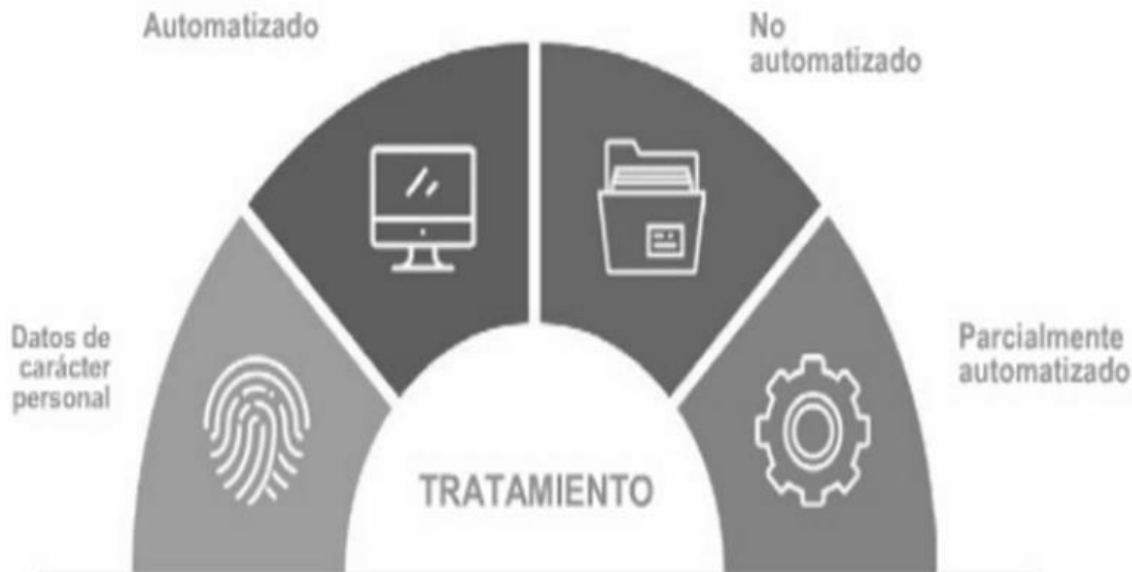 Automatizado
No
automatizado
Datos de
carácter
personal
Parcialmente
automatizado
TRATAMIENTO